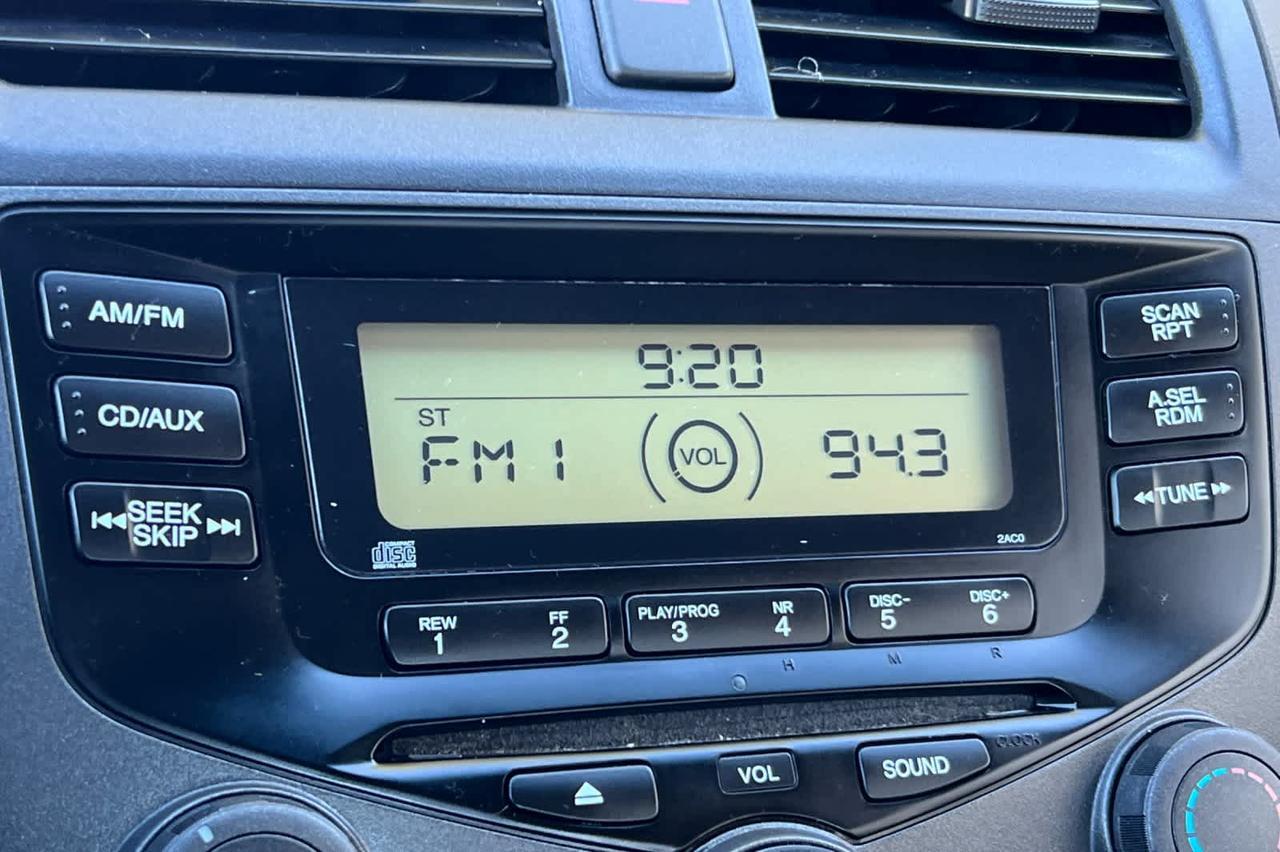 AM/FM
CD/AUX
SEEK
SKIP
9:20
ST
FM1
VOL
94.3
COMPACT
disc
DIGITAL AUDIO
2AC0
SCAN
RPT
A.SEL
RDM
TUNE
REW
1
FF
2
PLAY/PROG
3
NR
4
DISC-
5
DISC+
6
H
M
R
VOL
SOUND
CLOCK